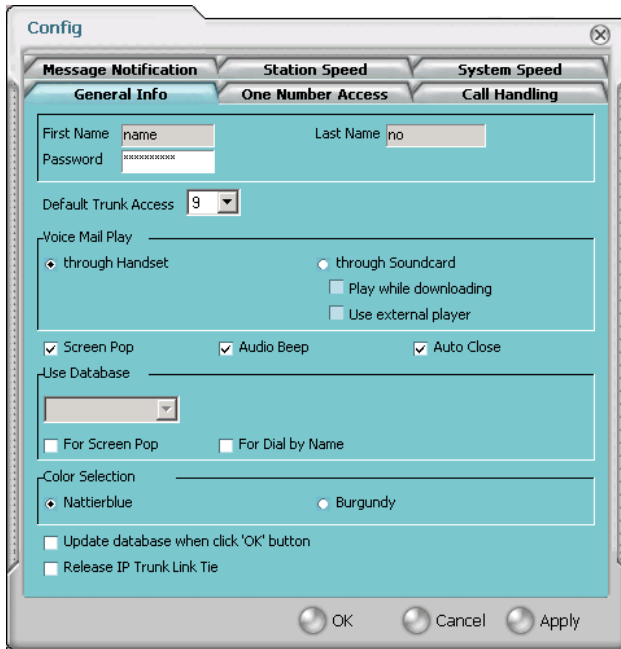 Config
Message Notification Station Speed System Speed
General Info One Number Access Call Handling
First Name name Last Name no
Password **********
Default Trunk Access 9
Voice Mail Play
through Handset through Soundcard
Play while downloading
Use external player
Screen Pop Audio Beep Auto Close
Use Database
For Screen Pop For Dial by Name
Color Selection
Nattierblue Burgundy
Update database when click 'OK' button
Release IP Trunk Link Tie
OK Cancel Apply